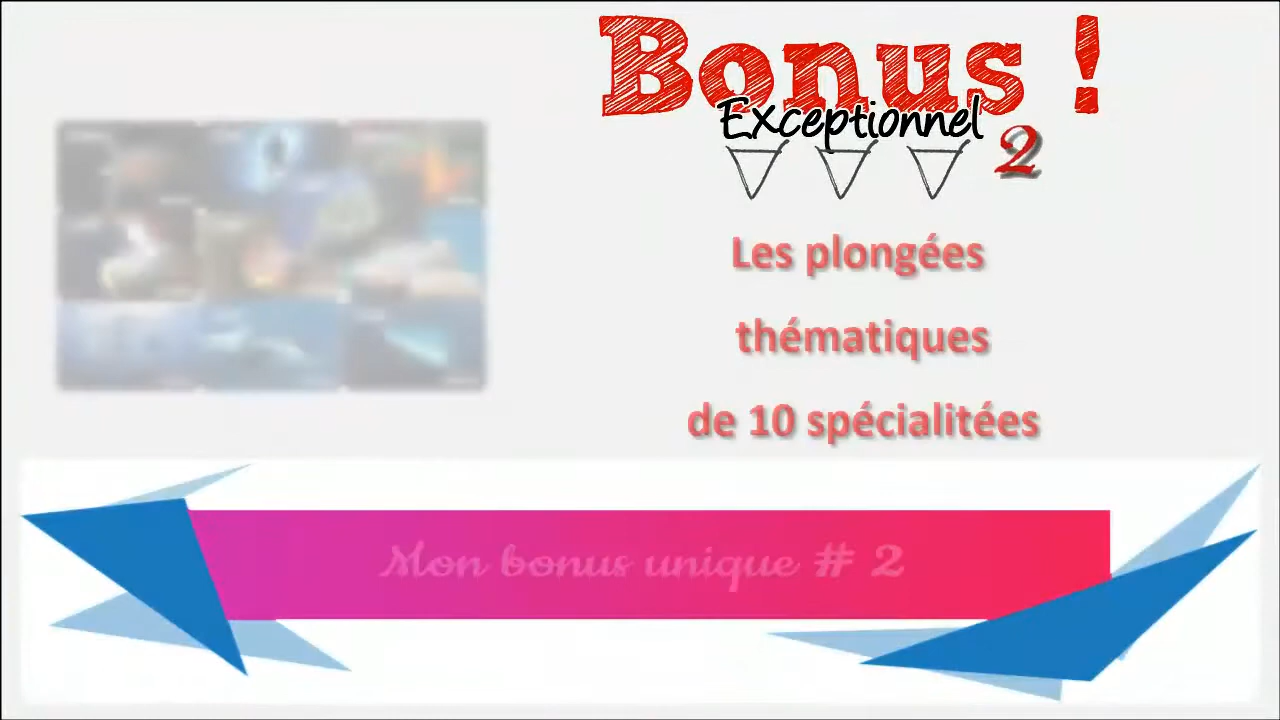 Bonus !
Exceptionnel
2
Les plongées
thématiques
de 10 spécialitées
Mon bonus unique # 2